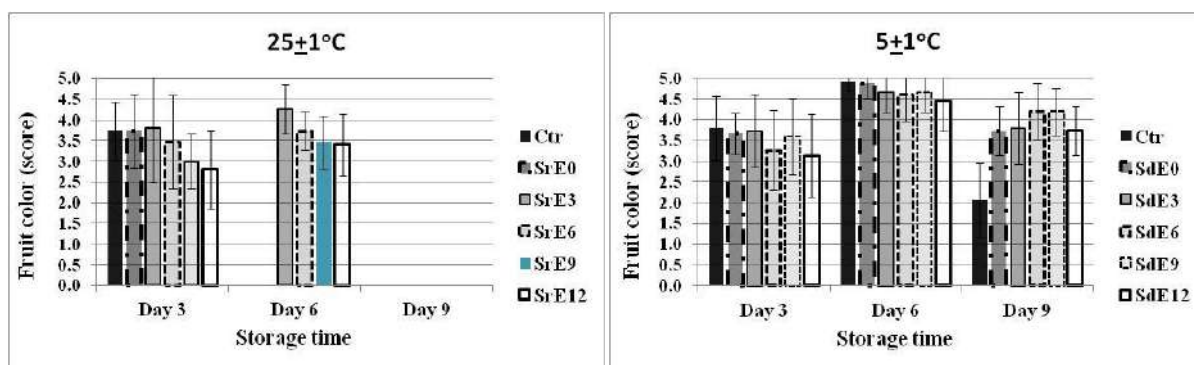 25±1°C
Fruit color (score)
5.0
4.5
4.0
3.5
3.0
2.5
2.0
1.5
1.0
0.5
0.0
Day 3 Day 6 Day 9
Storage time
Ctr
SrE0
SrE3
SrE6
SrE9
SrE12
5±1°C
Fruit color (score)
5.0
4.5
4.0
3.5
3.0
2.5
2.0
1.5
1.0
0.5
0.0
Day 3 Day 6 Day 9
Storage time
Ctr
SdE0
SdE3
SdE6
SdE9
SdE12